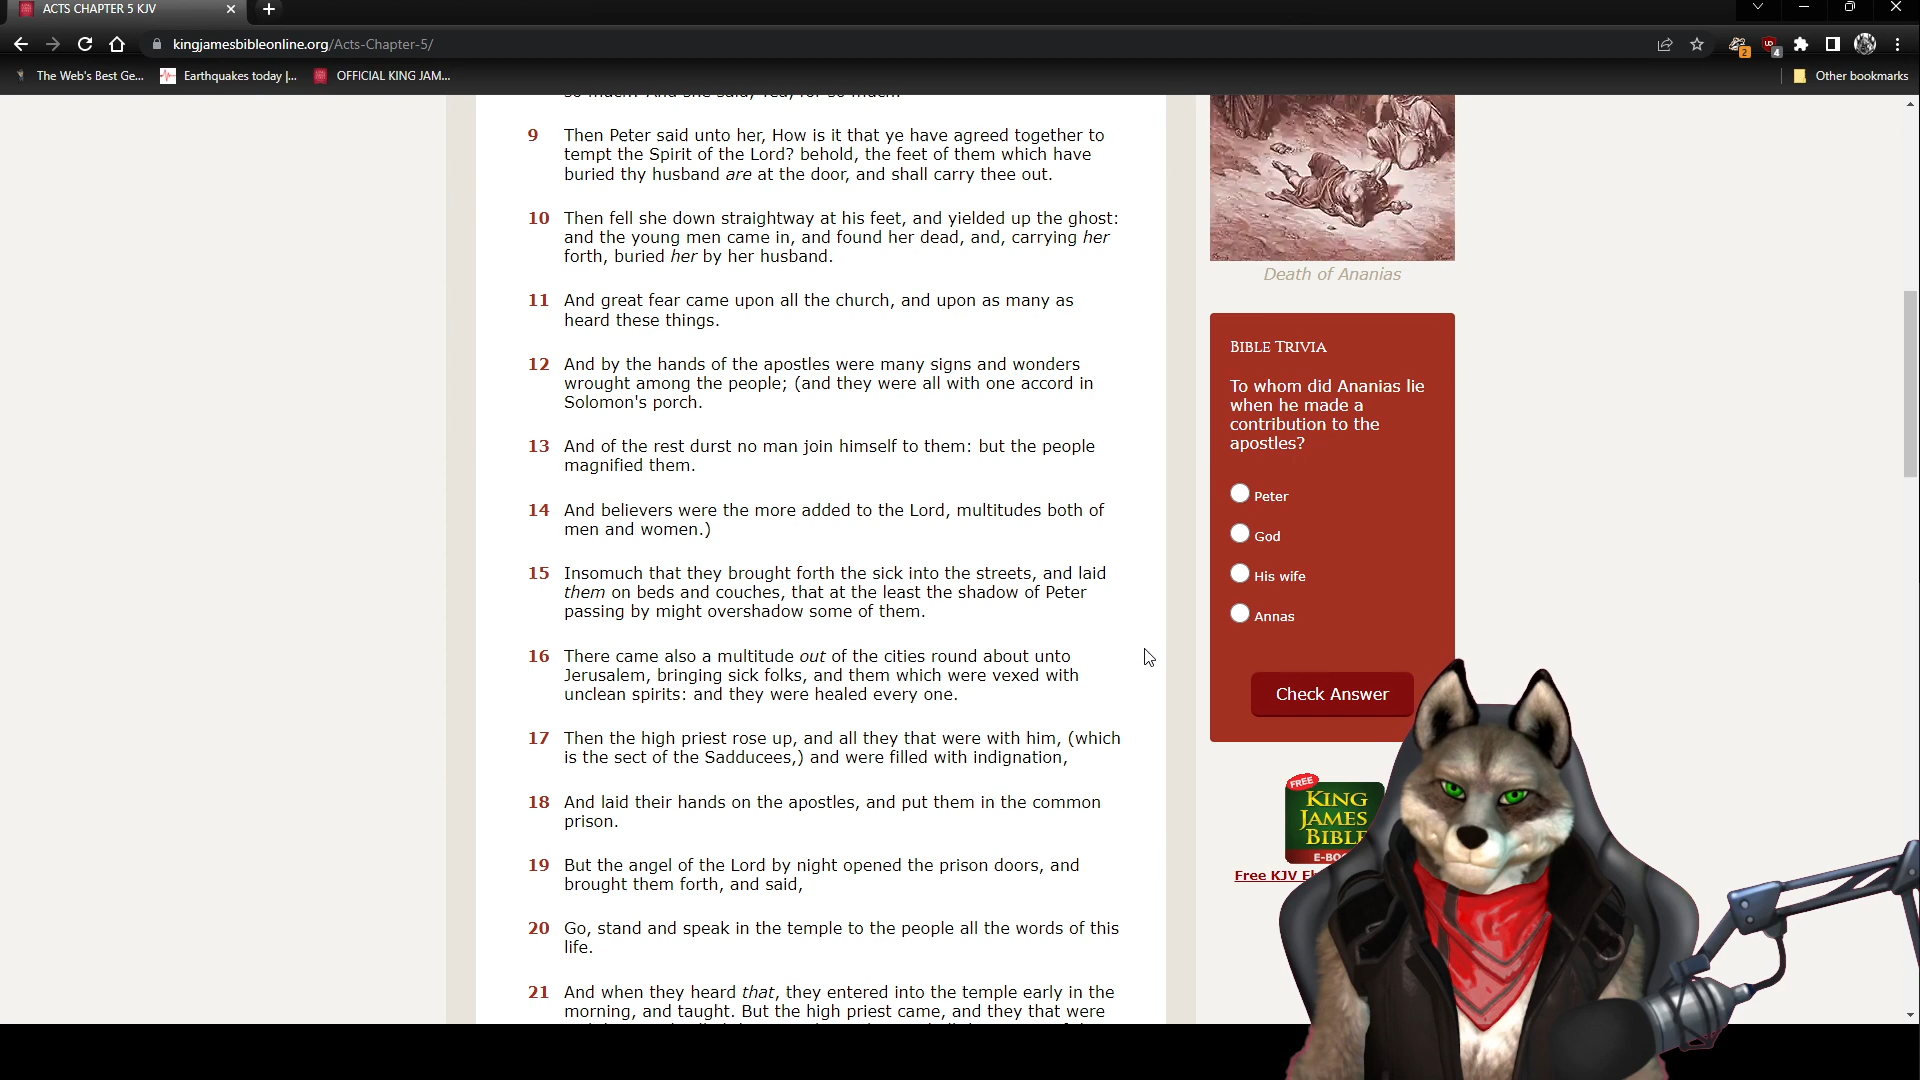 ACTS CHAPTER 5 KJV
kingjamesbibleonline.org/Acts-Chapter-5/
2
4
The Web's Best Ge...
Earthquakes today |...
OFFICIAL KING JAM...
Other bookmarks
9 Then Peter said unto her, How is it that ye have agreed together to
tempt the Spirit of the Lord? behold, the feet of them which have
buried thy husband are at the door, and shall carry thee out.
10 Then fell she down straightway at his feet, and yielded up the ghost:
and the young men came in, and found her dead, and, carrying her
forth, buried her by her husband.
11 And great fear came upon all the church, and upon as many as
heard these things.
12 And by the hands of the apostles were many signs and wonders
wrought among the people; (and they were all with one accord in
Solomon's porch.
13 And of the rest durst no man join himself to them: but the people
magnified them.
14 And believers were the more added to the Lord, multitudes both of
men and women.)
15 Insomuch that they brought forth the sick into the streets, and laid
them on beds and couches, that at the least the shadow of Peter
passing by might overshadow some of them.
16 There came also a multitude out of the cities round about unto
Jerusalem, bringing sick folks, and them which were vexed with
unclean spirits: and they were healed every one.
17 Then the high priest rose up, and all they that were with him, (which
is the sect of the Sadducees,) and were filled with indignation,
18 And laid their hands on the apostles, and put them in the common
prison.
19 But the angel of the Lord by night opened the prison doors, and
brought them forth, and said,
20 Go, stand and speak in the temple to the people all the words of this
life.
21 And when they heard that, they entered into the temple early in the
morning, and taught. But the high priest came, and they that were
Death of Ananias
BIBLE TRIVIA
To whom did Ananias lie
when he made a
contribution to the
apostles?
Peter
God
His wife
Annas
Check Answer
FREE
KING
JAMES
BIBLE
Free KJV